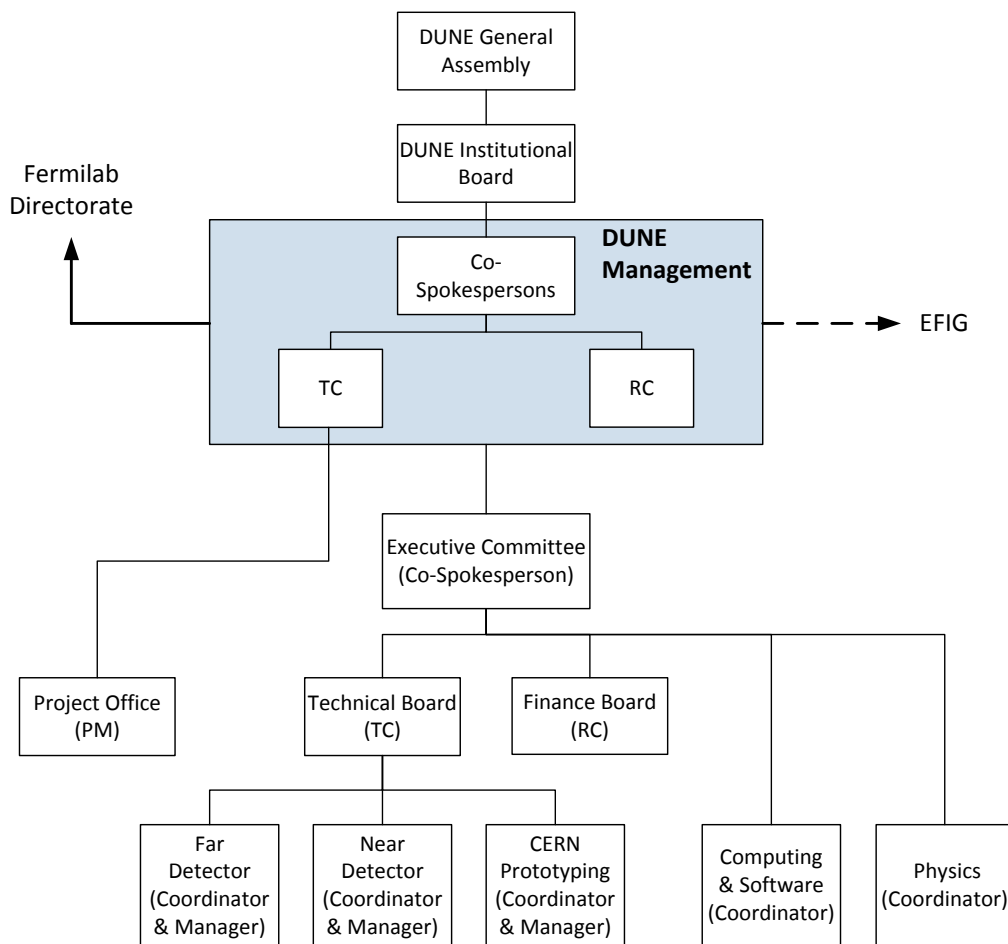 DUNE General
Assembly
DUNE Institutional
Board
Fermilab
Directorate
DUNE
Management
Co-
Spokespersons
EFIG
TC
RC
Executive Committee
(Co-Spokesperson)
Project Office
(PM)
Technical Board
(TC)
Finance Board
(RC)
Far
Detector
(Coordinator
& Manager)
Near
Detector
(Coordinator
& Manager)
CERN
Prototyping
(Coordinator
& Manager)
Computing
& Software
(Coordinator)
Physics
(Coordinator)